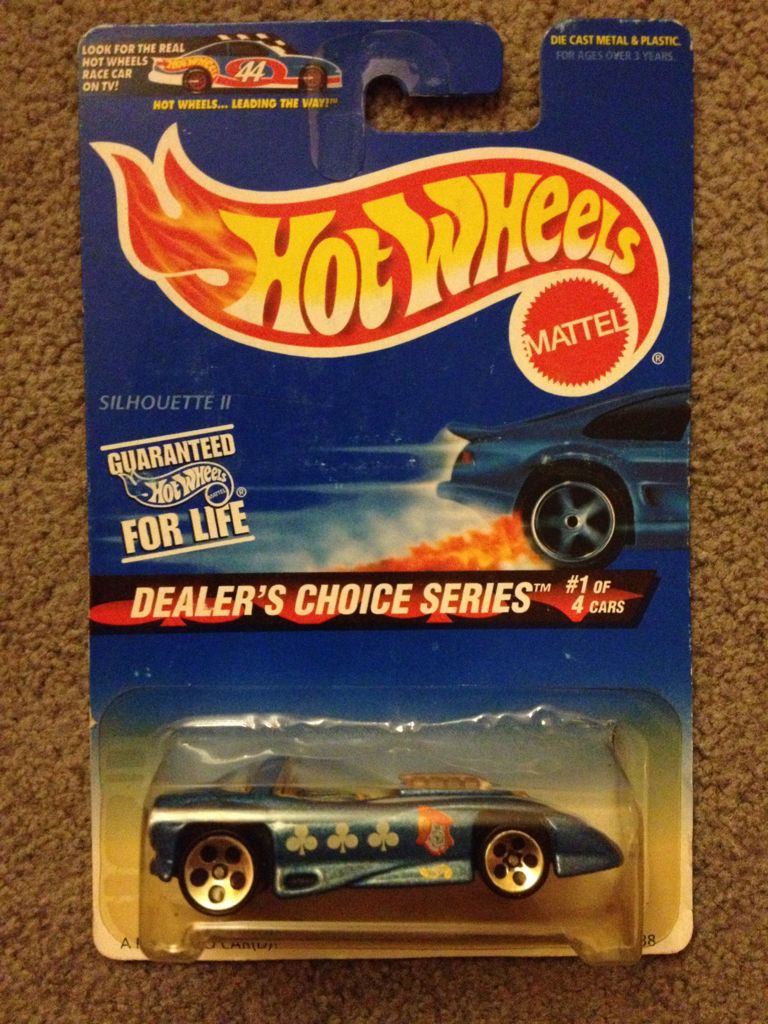 LOOK FOR THE REAL
HOT WHEELS
RACE CAR
ON TV!
44
HOT WHEELS... LEADING THE WAY!™
DIE CAST METAL & PLASTIC.
FOR AGES OVER 3 YEARS.
HOT WHEELS
MATTEL
®
SILHOUETTE II
GUARANTEED
HOT WHEELS ®
MATTEL
FOR LIFE
DEALER'S CHOICE SERIES™ #1 OF
4 CARS